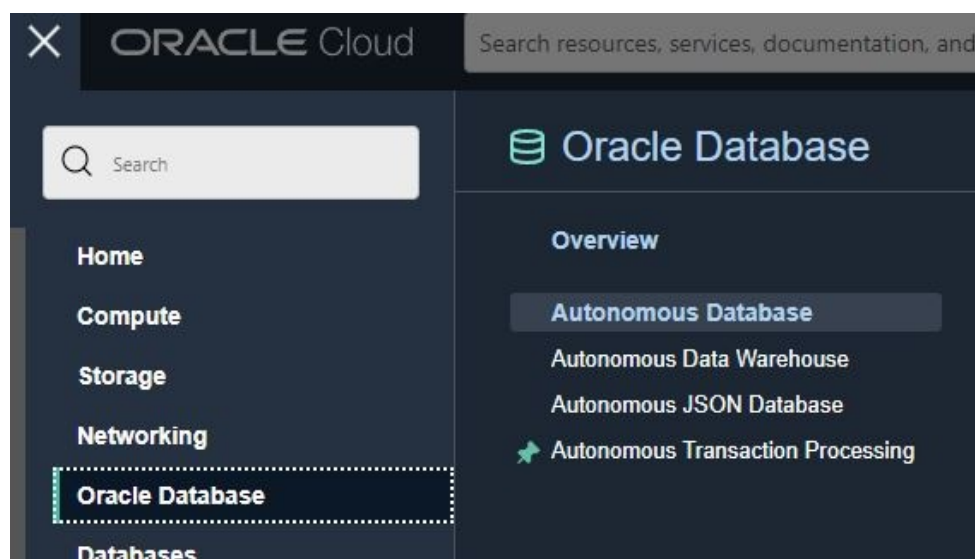 ORACLE Cloud
Search resources, services, documentation, and
Search
Home
Compute
Storage
Networking
Oracle Database
Databases
Oracle Database
Overview
Autonomous Database
Autonomous Data Warehouse
Autonomous JSON Database
Autonomous Transaction Processing